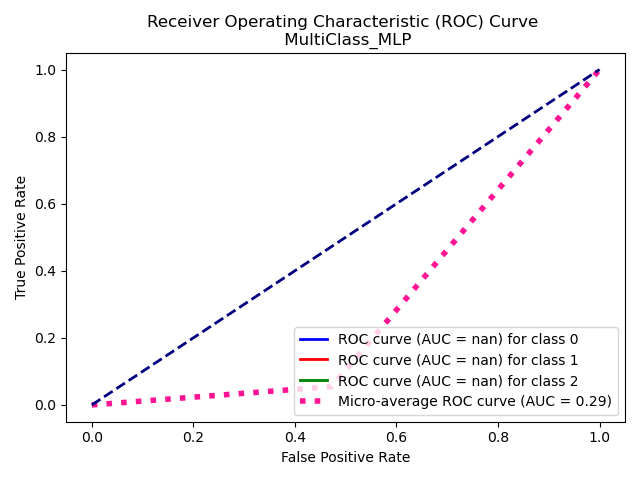 Receiver Operating Characteristic (ROC) Curve
MultiClass_MLP
1.0
0.8
0.6
0.4
0.2
0.0
True Positive Rate
ROC curve (AUC = nan) for class 0
ROC curve (AUC = nan) for class 1
ROC curve (AUC = nan) for class 2
Micro-average ROC curve (AUC = 0.29)
0.0 0.2 0.4 0.6 0.8 1.0
False Positive Rate